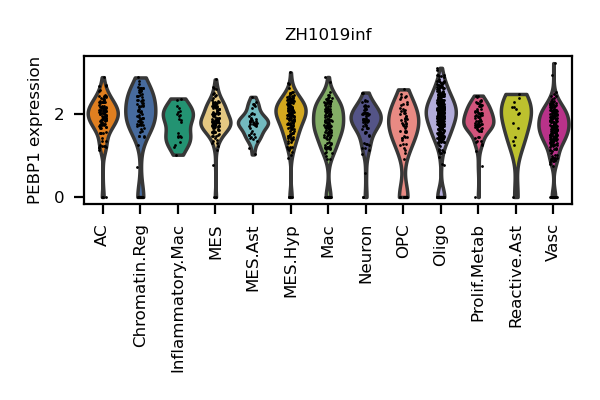 ZH1019inf
PEBP1 expression
2
0
AC
Chromatin.Reg
Inflammatory.Mac
MES
MES.Ast
MES.Hyp
Mac
Neuron
OPC
Oligo
Prolif.Metab
Reactive.Ast
Vasc